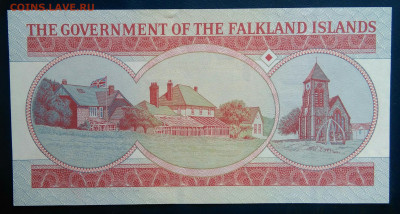 COINS.LAVE.RU
THE GOVERNMENT OF THE FALKLAND ISLANDS